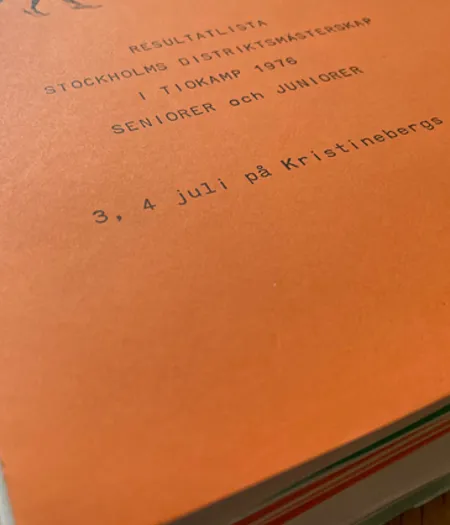 RESULTATLISTA
STOCKHOLMS DISTRIKTSMÄSTERSKAP
I TIOKAMP 1976
SENIORER och JUNIORER
3, 4 juli på Kristinebergs